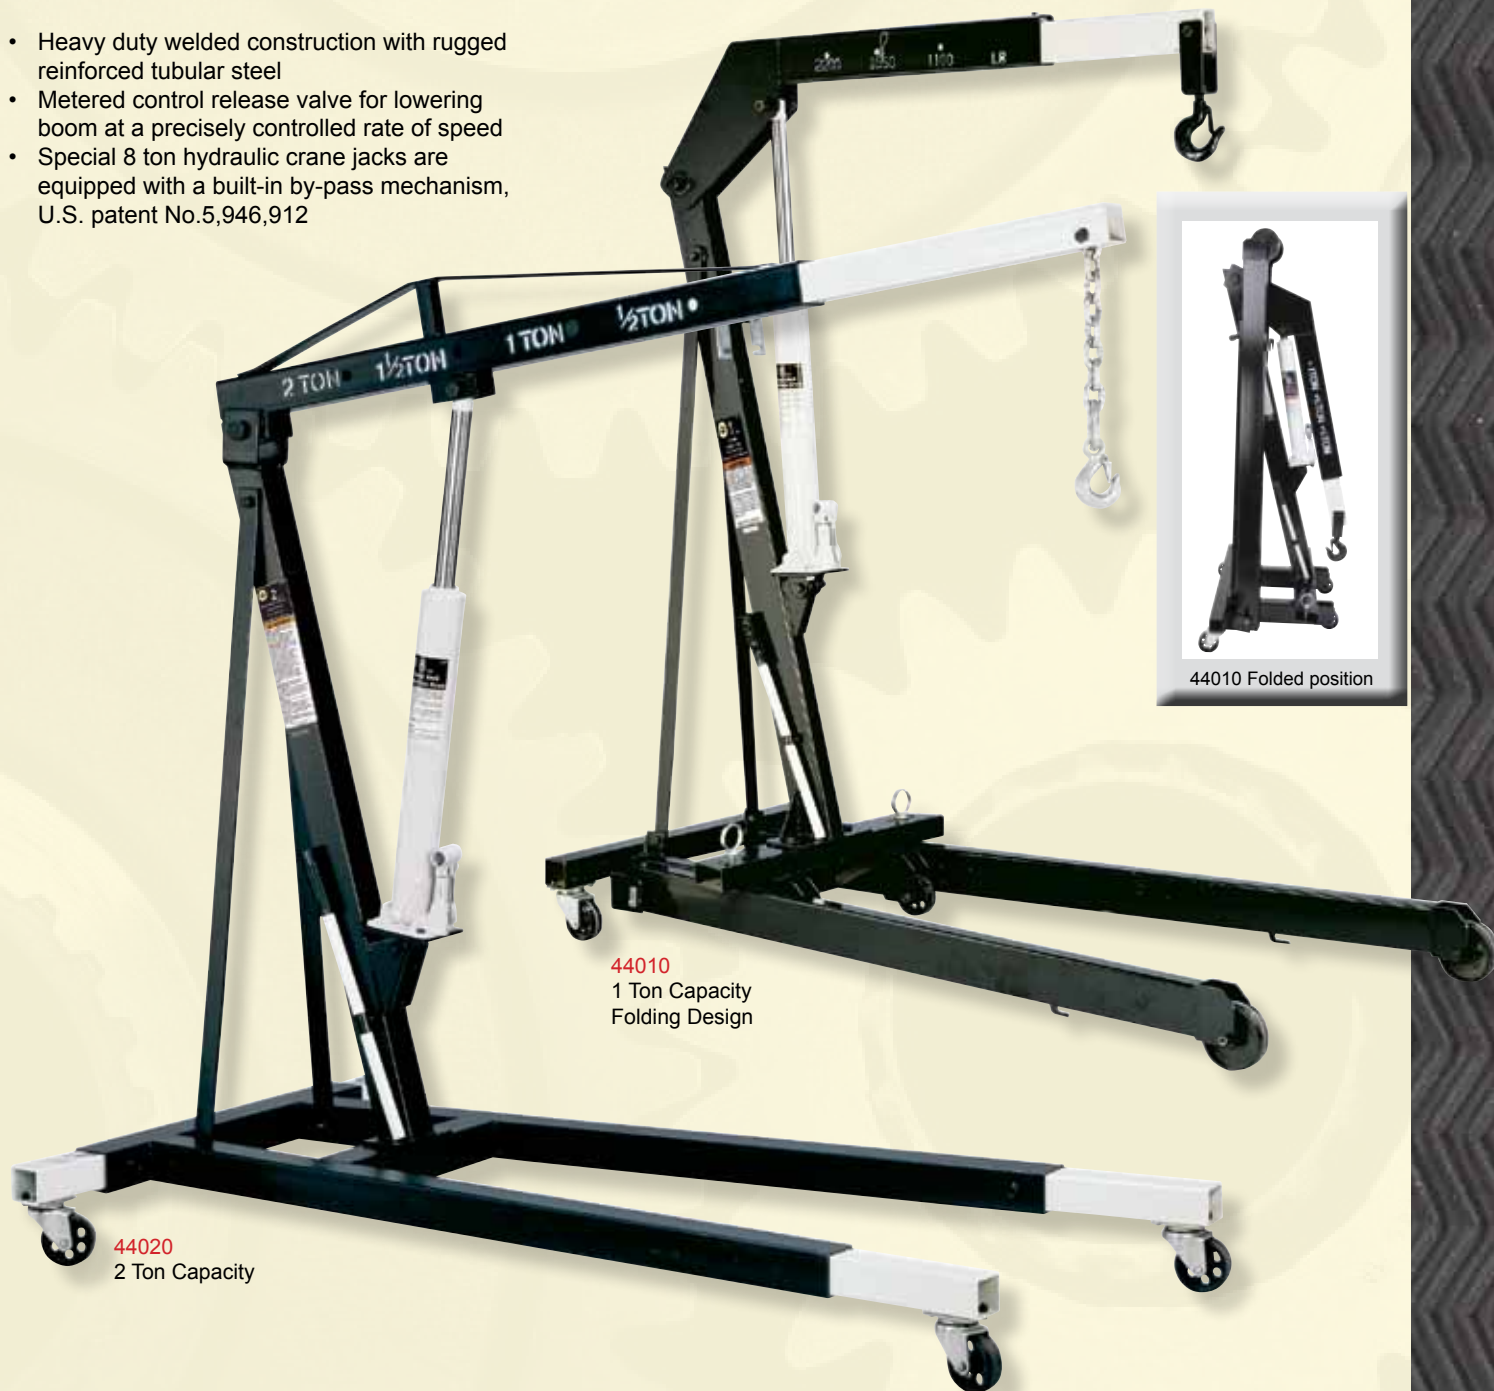 • Heavy duty welded construction with rugged
reinforced tubular steel
• Metered control release valve for lowering
boom at a precisely controlled rate of speed
• Special 8 ton hydraulic crane jacks are
equipped with a built-in by-pass mechanism,
U.S. patent No.5,946,912
1100 LB
2 TON 1½TON 1 TON ½TON
44010 Folded position
44010
1 Ton Capacity
Folding Design
44020
2 Ton Capacity